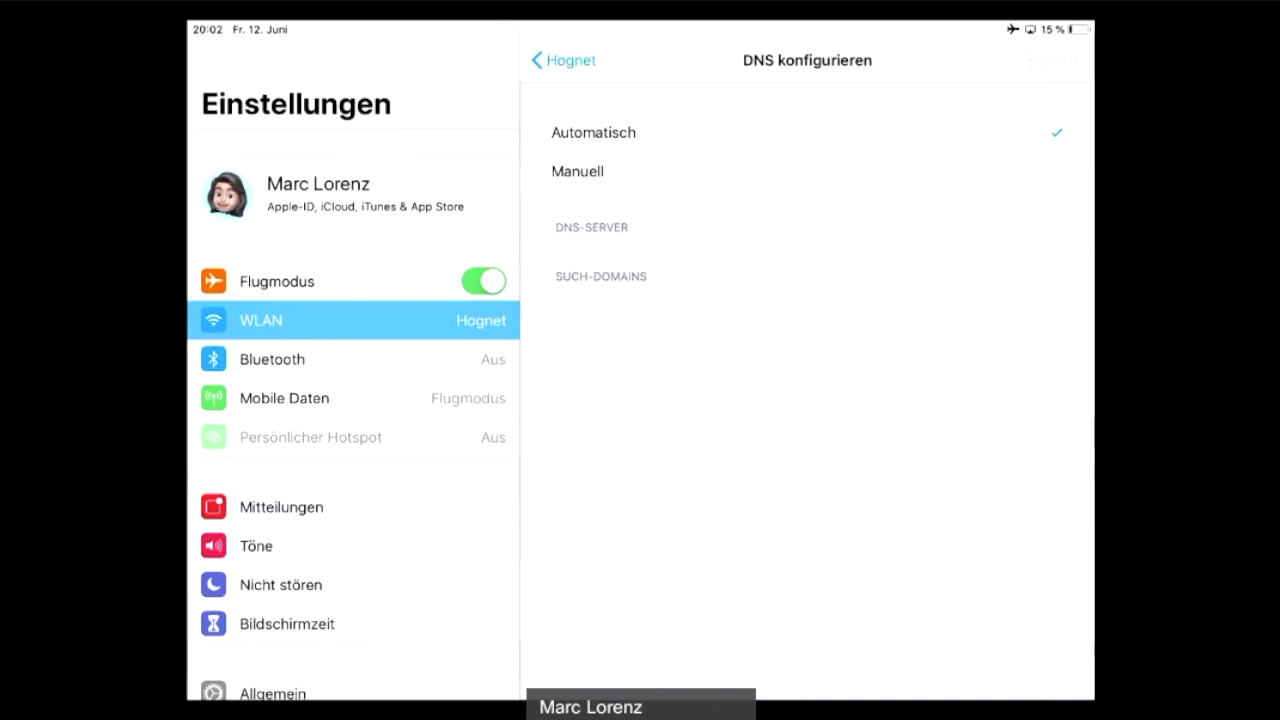 20:02 Fr. 12. Juni
15 %
Einstellungen
Marc Lorenz
Apple-ID, iCloud, iTunes & App Store
Flugmodus
WLAN Hognet
Bluetooth Aus
Mobile Daten Flugmodus
Persönlicher Hotspot Aus
Mitteilungen
Töne
Nicht stören
Bildschirmzeit
Allgemein
Hognet
DNS konfigurieren
Automatisch
Manuell
DNS-SERVER
SUCH-DOMAINS
Marc Lorenz